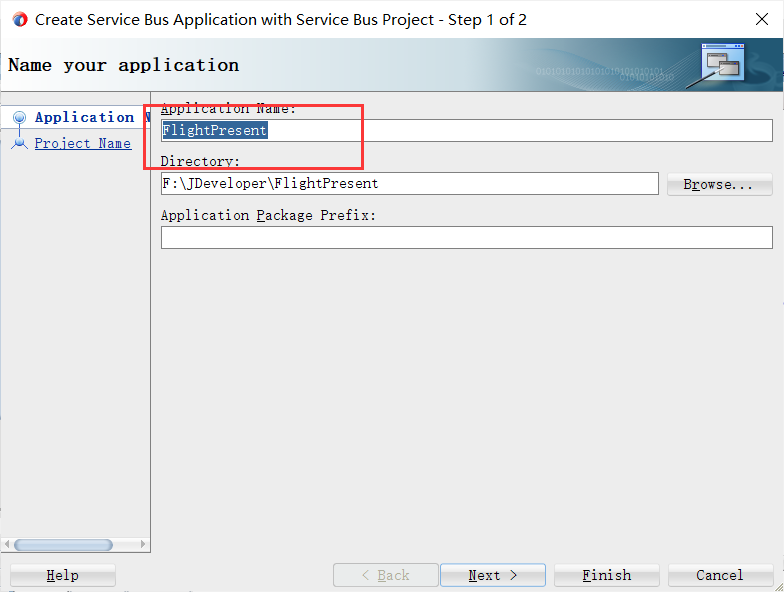 Create Service Bus Application with Service Bus Project - Step 1 of 2
Name your application
Application
Project Name
Application Name:
FlightPresent
Directory:
F:\JDeveloper\FlightPresent
Browse...
Application Package Prefix:
Help
< Back
Next >
Finish
Cancel